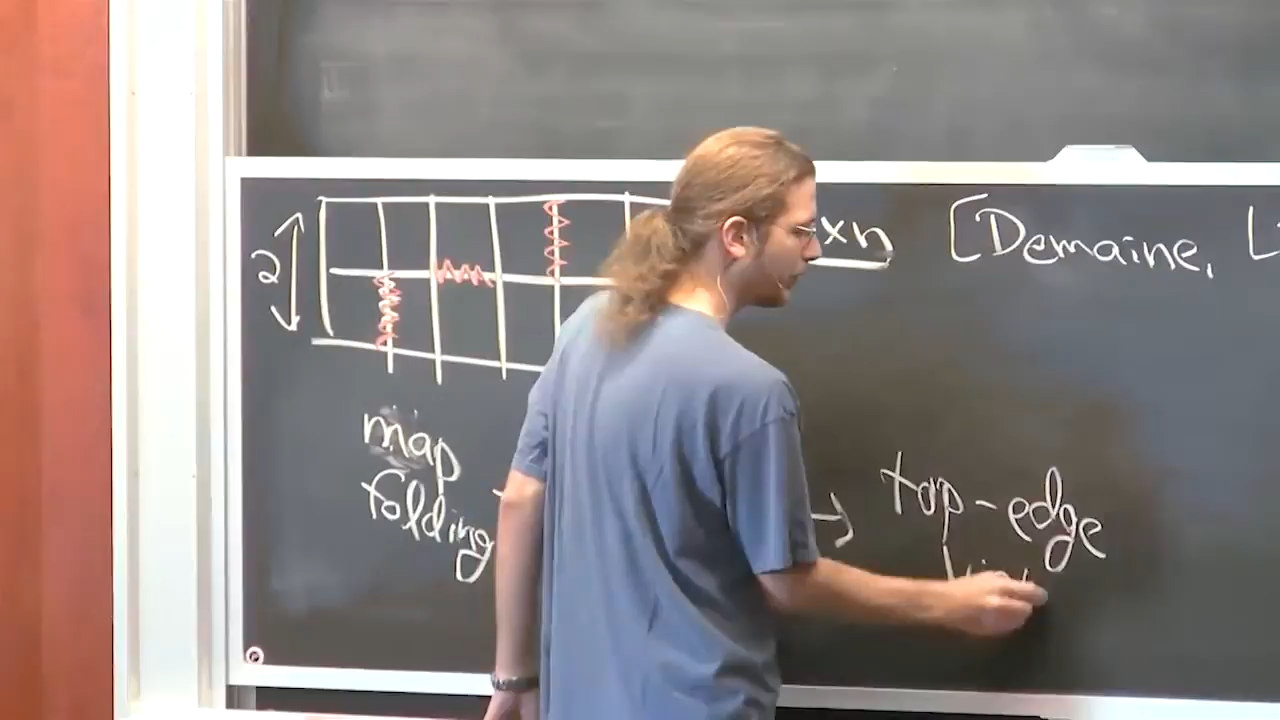 2
×n
[Demaine,
map
folding
→
top-edge